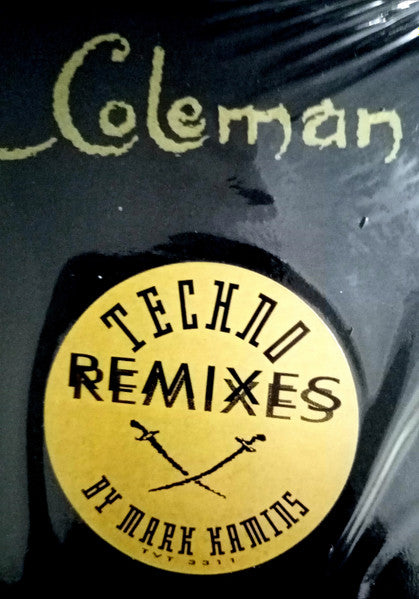 Coleman
TECHNO
REMIXES
BY MARK KAMINS
TVT 3311